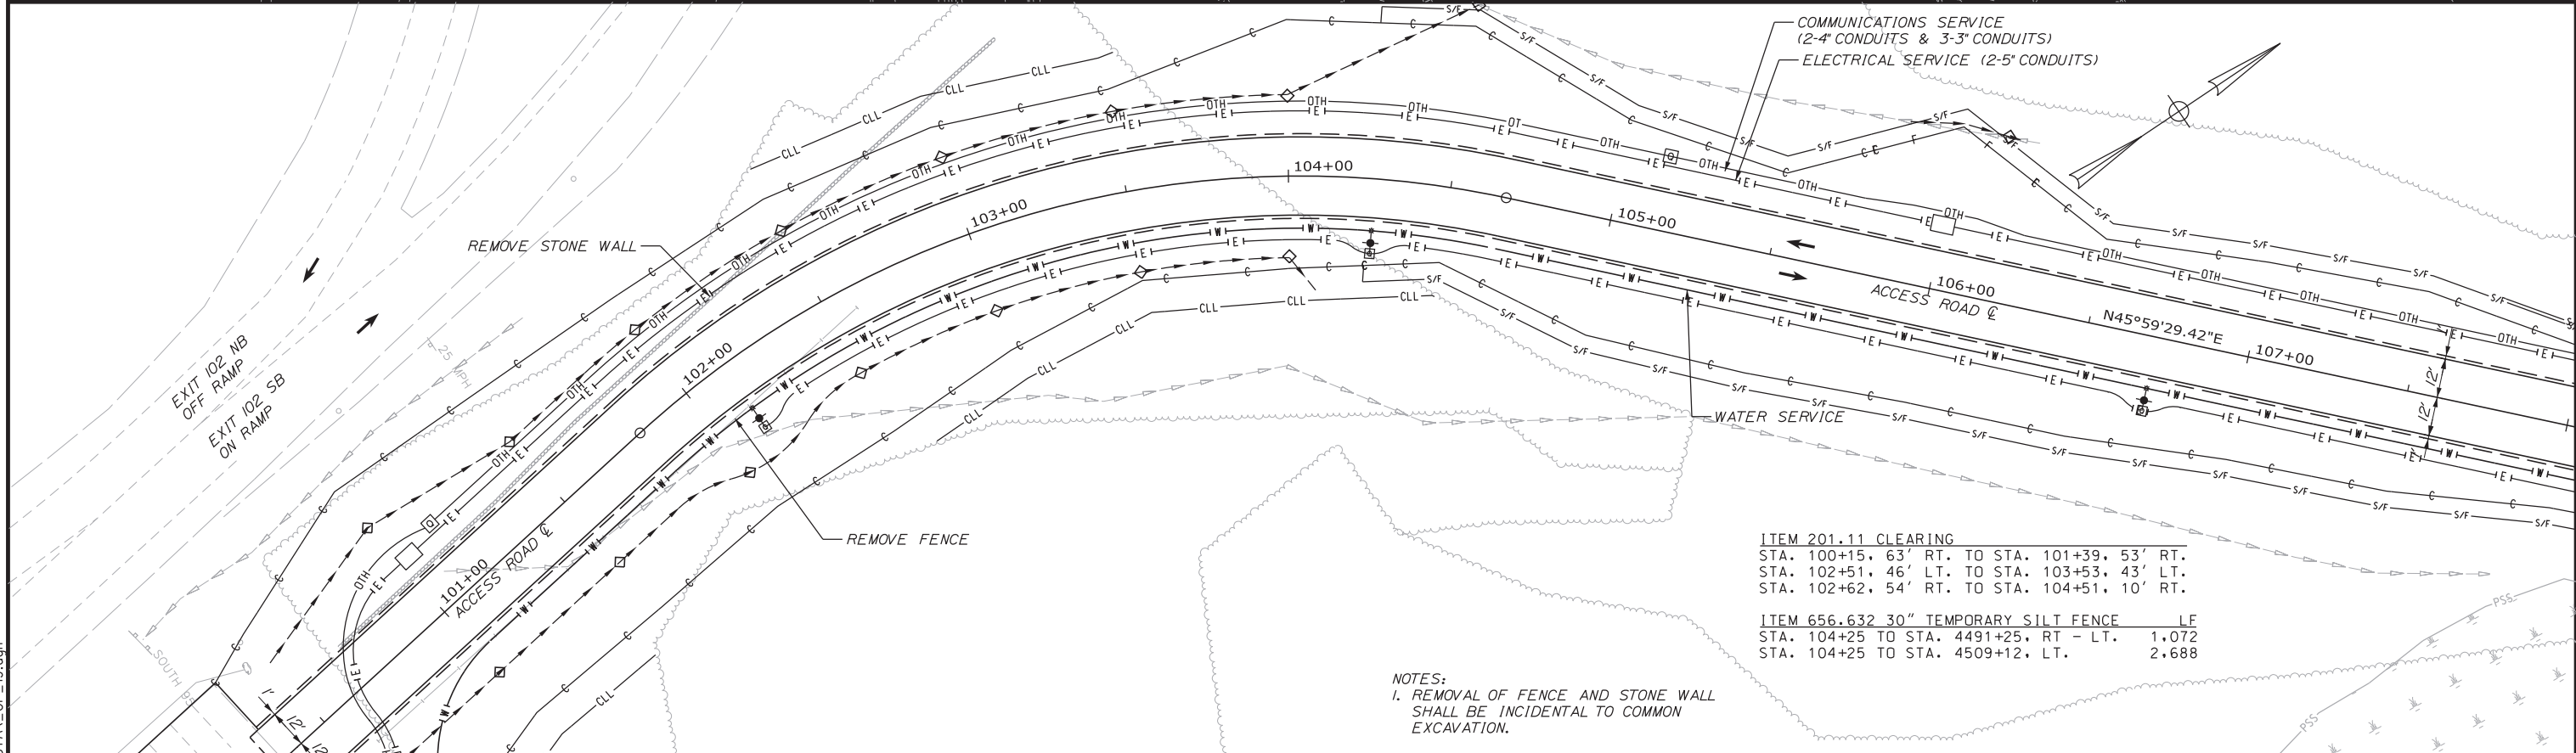 COMMUNICATIONS SERVICE
(2-4" CONDUITS & 3-3" CONDUITS)
ELECTRICAL SERVICE (2-5" CONDUITS)
REMOVE STONE WALL
104+00
103+00
105+00
106+00
ACCESS ROAD ℄
N45°59'29.42"E
107+00
12'
12'
102+00
25 MPH
EXIT 102 NB
OFF RAMP
EXIT 102 SB
ON RAMP
WATER SERVICE
REMOVE FENCE
101+00
ACCESS ROAD ℄
SOUTH 95
1'
12'
ITEM 201.11 CLEARING
STA. 100+15, 63' RT. TO STA. 101+39, 53' RT.
STA. 102+51, 46' LT. TO STA. 103+53, 43' LT.
STA. 102+62, 54' RT. TO STA. 104+51, 10' RT.
ITEM 656.632 30" TEMPORARY SILT FENCE LF
STA. 104+25 TO STA. 4491+25, RT - LT. 1,072
STA. 104+25 TO STA. 4509+12, LT. 2,688
NOTES:
1. REMOVAL OF FENCE AND STONE WALL
SHALL BE INCIDENTAL TO COMMON
EXCAVATION.
PSS
PSS